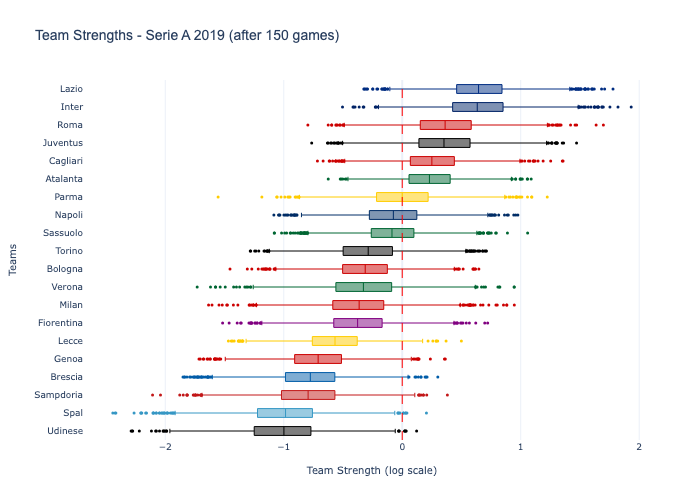 Team Strengths - Serie A 2019 (after 150 games)
Lazio
Inter
Roma
Juventus
Cagliari
Atalanta
Parma
Napoli
Sassuolo
Torino
Bologna
Verona
Milan
Fiorentina
Lecce
Genoa
Brescia
Sampdoria
Spal
Udinese
Teams
−2 −1 0 1 2
Team Strength (log scale)